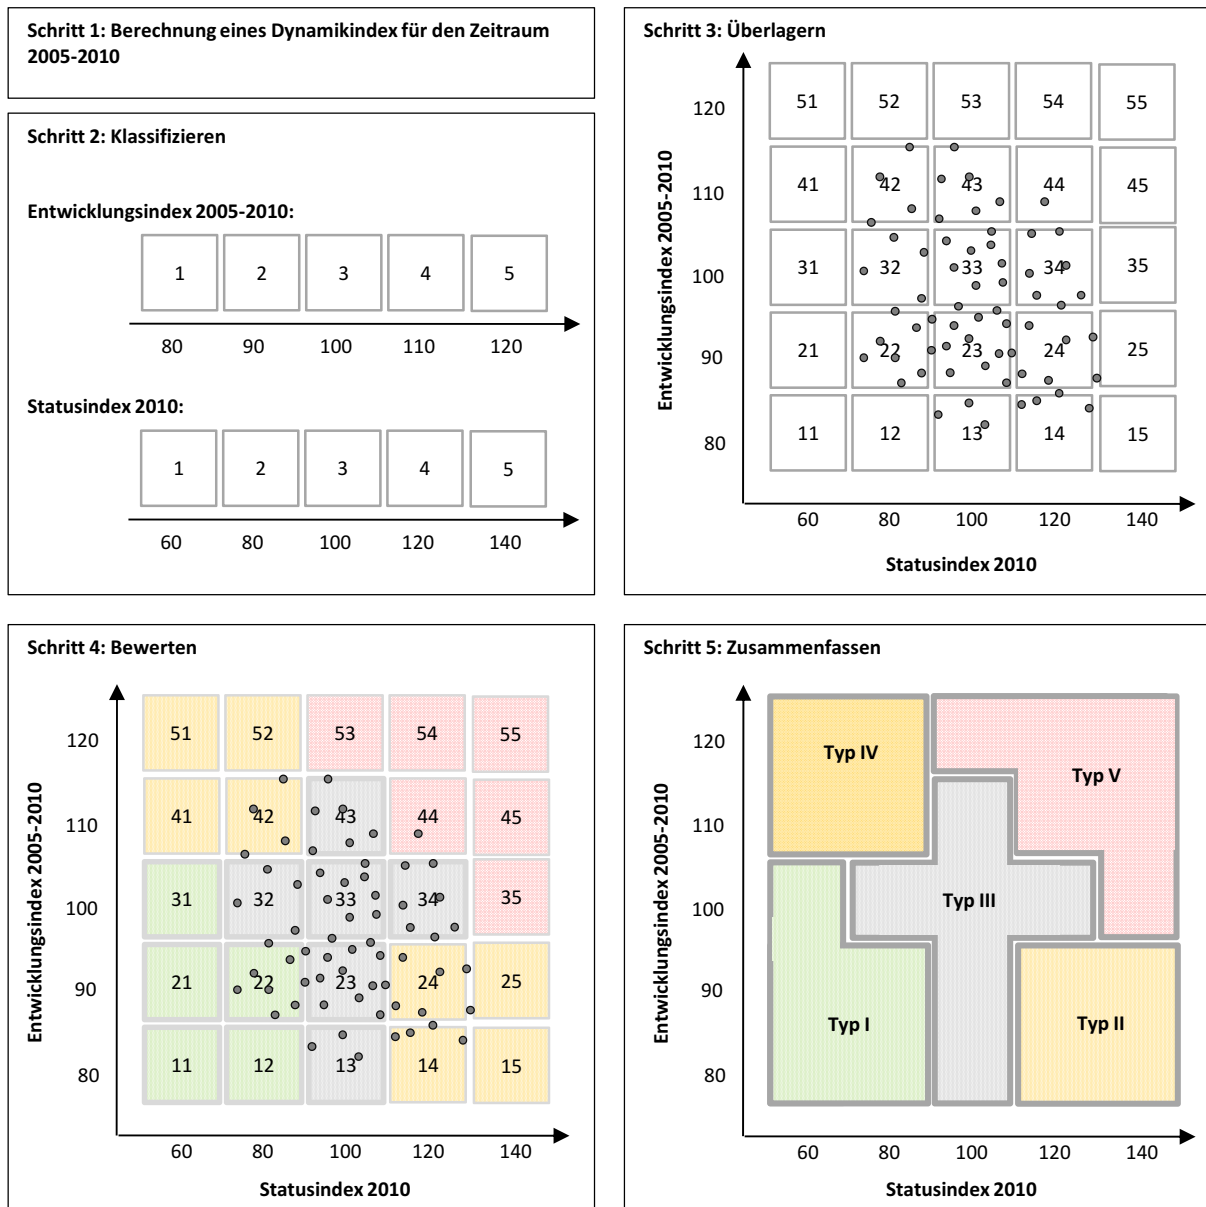 Schritt 1: Berechnung eines Dynamikindex für den Zeitraum
2005-2010
Schritt 2: Klassifizieren
Entwicklungsindex 2005-2010:
1 2 3 4 5
80 90 100 110 120
Statusindex 2010:
1 2 3 4 5
60 80 100 120 140
Schritt 3: Überlagern
Entwicklungsindex 2005-2010
120 51 52 53 54 55
110 41 42 43 44 45
100 31 32 33 34 35
90 21 22 23 24 25
80 11 12 13 14 15
60 80 100 120 140
Statusindex 2010
Schritt 4: Bewerten
Entwicklungsindex 2005-2010
120 51 52 53 54 55
110 41 42 43 44 45
100 31 32 33 34 35
90 21 22 23 24 25
80 11 12 13 14 15
60 80 100 120 140
Statusindex 2010
Schritt 5: Zusammenfassen
Entwicklungsindex 2005-2010
120
110
100
90
80
Typ IV
Typ V
Typ III
Typ I
Typ II
60 80 100 120 140
Statusindex 2010